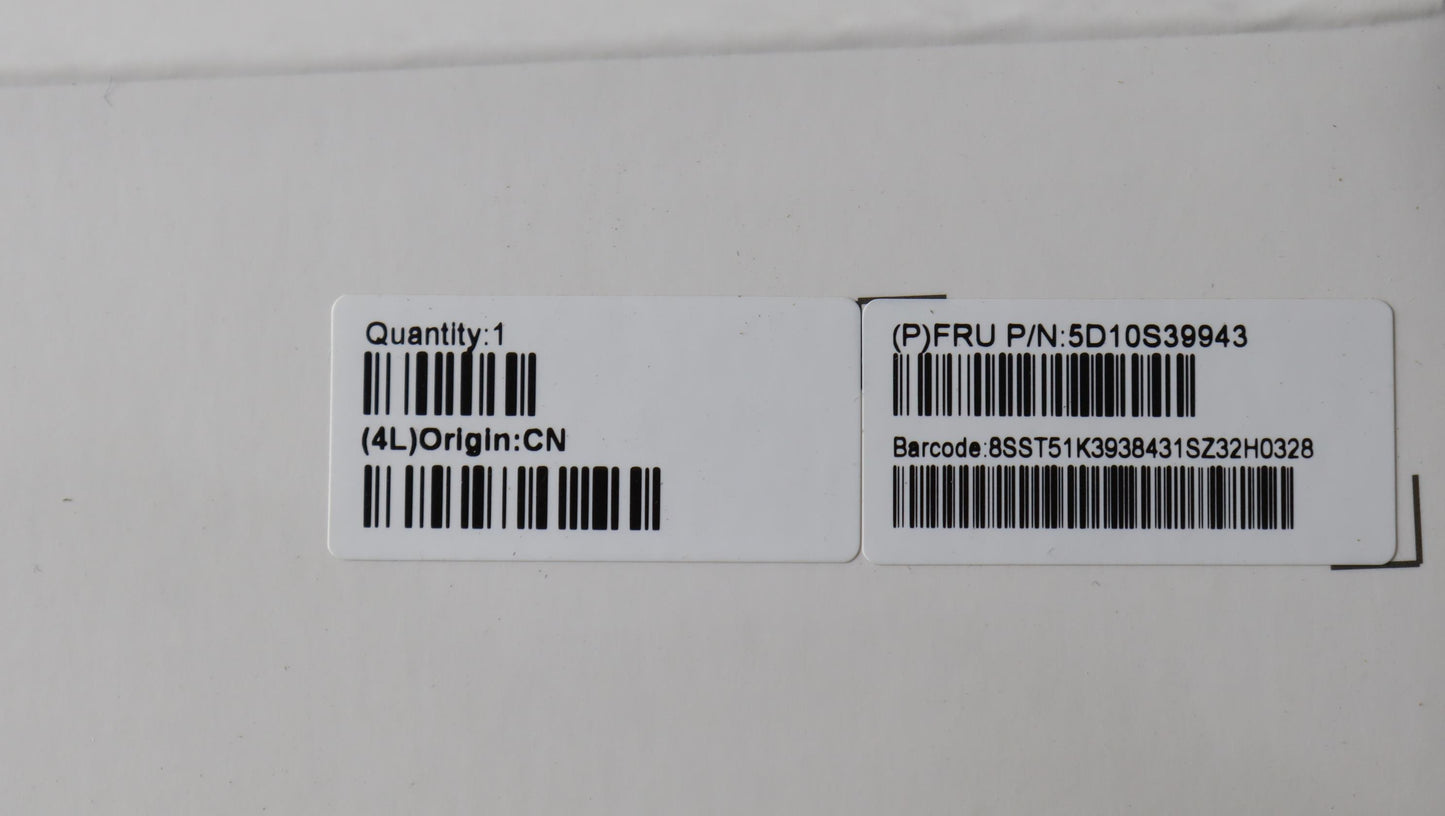 Quantity:1
(4L)Origin:CN
(P)FRU P/N:5D10S39943
Barcode:8SST51K3938431SZ32H0328